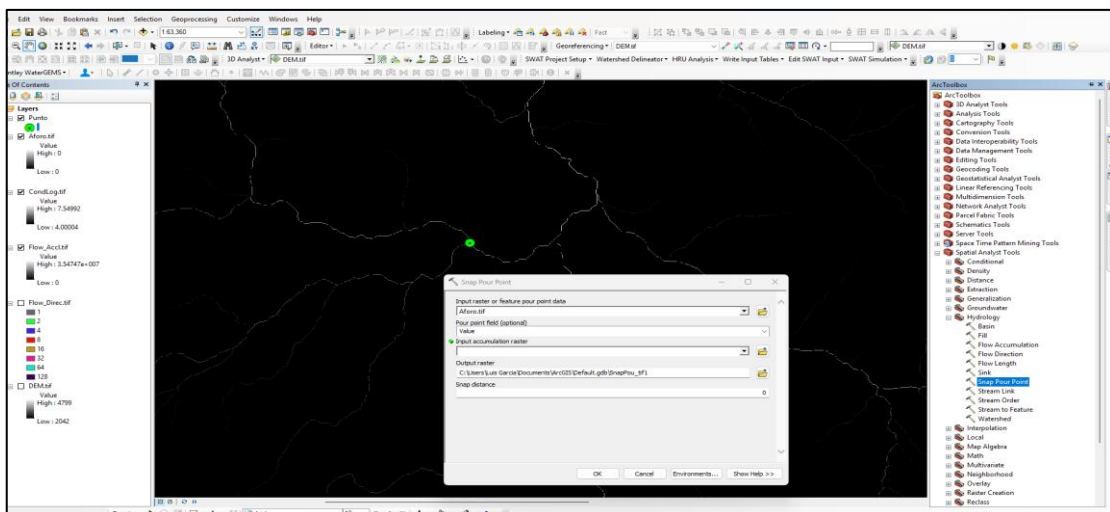 Edit View Bookmarks Insert Selection Geoprocessing Customize Windows Help
1:63,360
Labeling
Fast
Editor
Georeferencing
DEM.tif
DEM.tif
3D Analyst
DEM.tif
SWAT Project Setup Watershed Delineator HRU Analysis Write Input Tables Edit SWAT Input SWAT Simulation
ntley WaterGEMS
Of Contents
Layers
Punto
Aforo.tif
Value
High : 0
Low : 0
CondLog.tif
Value
High : 7.54992
Low : 4.00004
Flow_Acc.tif
Value
High : 3.54747e+007
Low : 0
Flow_Direc.tif
1
2
4
8
16
32
64
128
DEM.tif
Value
High : 4799
Low : 2042
Snap Pour Point
Input raster or feature pour point data
Aforo.tif
Pour point field (optional)
Value
Input accumulation raster
Output raster
C:\Users\Luis Garcia\Documents\ArcGIS\Default.gdb\SnapPou_tif1
Snap distance
0
OK Cancel Environments... Show Help >>
ArcToolbox
ArcToolbox
3D Analyst Tools
Analysis Tools
Cartography Tools
Conversion Tools
Data Interoperability Tools
Data Management Tools
Editing Tools
Geocoding Tools
Geostatistical Analyst Tools
Linear Referencing Tools
Multidimension Tools
Network Analyst Tools
Parcel Fabric Tools
Schematics Tools
Server Tools
Space Time Pattern Mining Tools
Spatial Analyst Tools
Conditional
Density
Distance
Extraction
Generalization
Groundwater
Hydrology
Basin
Fill
Flow Accumulation
Flow Direction
Flow Length
Sink
Snap Pour Point
Stream Link
Stream Order
Stream to Feature
Watershed
Interpolation
Local
Map Algebra
Math
Multivariate
Neighborhood
Overlay
Raster Creation
Reclass